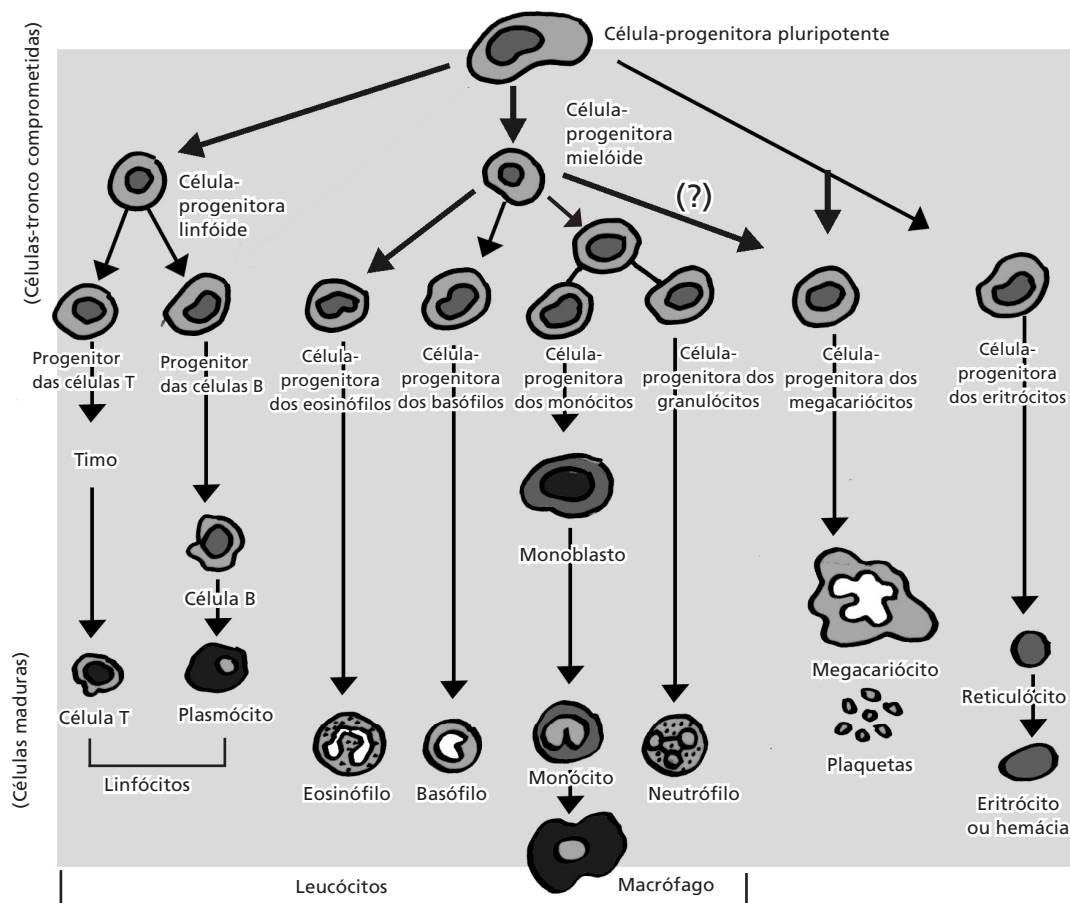 Célula-progenitora pluripotente
(Células-tronco comprometidas)
Célula-
progenitora
mielóide
Célula-
progenitora
linfóide
(?)
Progenitor
das células T
Progenitor
das células B
Célula-
progenitora
dos eosinófilos
Célula-
progenitora
dos basófilos
Célula-
progenitora
dos monócitos
Célula-
progenitora dos
granulócitos
Célula-
progenitora dos
megacariócitos
Célula-
progenitora
dos eritrócitos
Timo
Monoblasto
Célula B
(Células maduras)
Megacariócito
Reticulócito
Célula T
Plasmócito
Linfócitos
Eosinófilo
Basófilo
Monócito
Neutrófilo
Plaquetas
Eritrócito
ou hemácia
Leucócitos
Macrófago